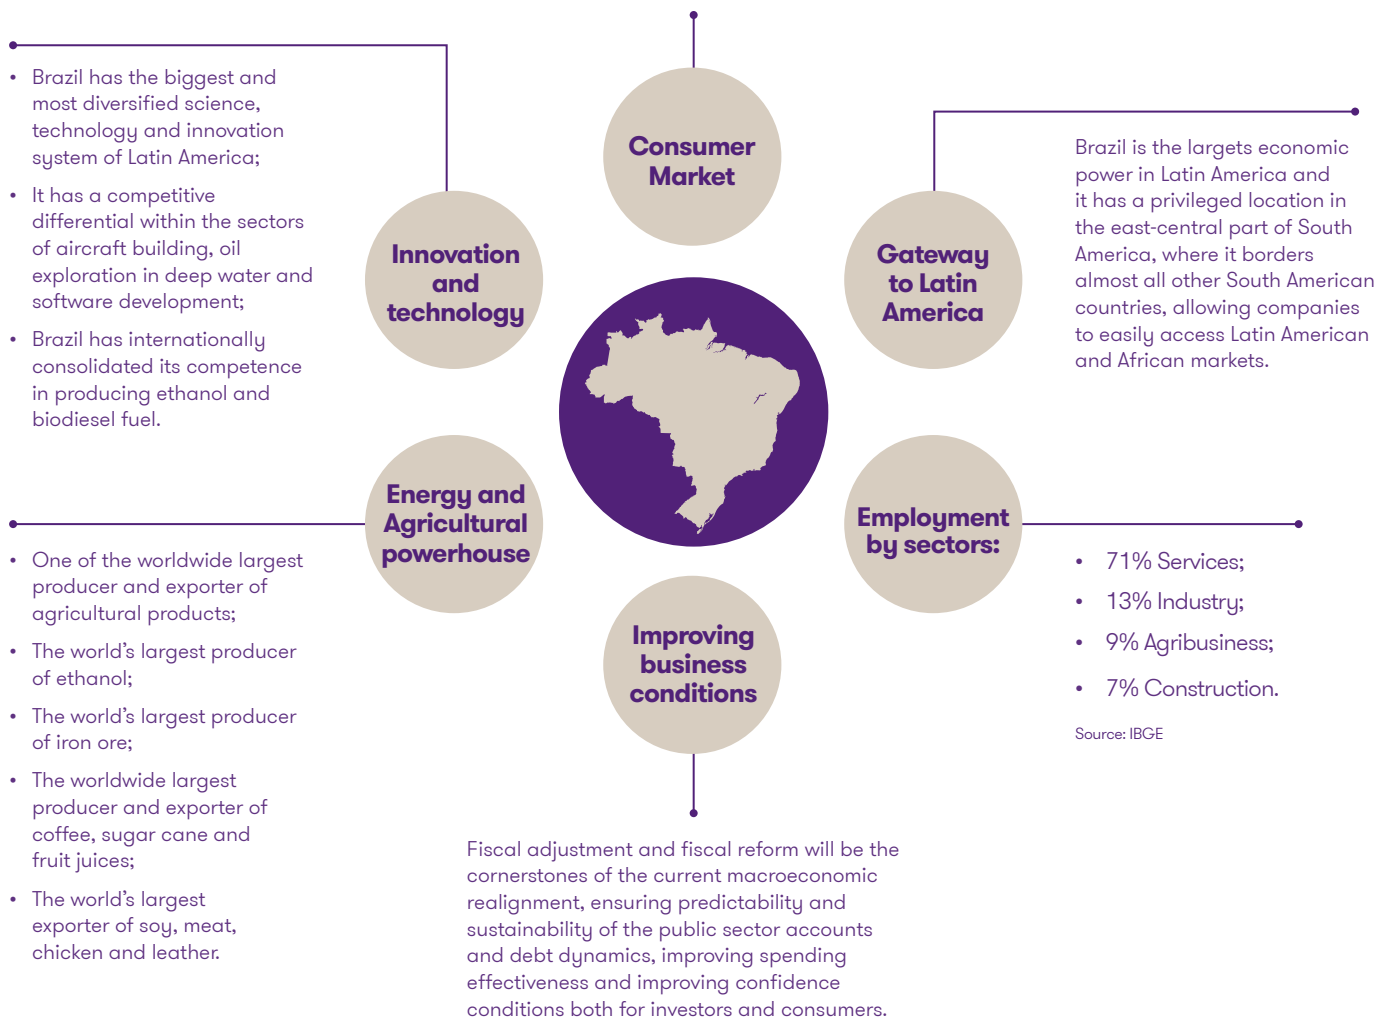 Consumer
Market
Innovation
and
technology
• Brazil has the biggest and
most diversified science,
technology and innovation
system of Latin America;
• It has a competitive
differential within the sectors
of aircraft building, oil
exploration in deep water and
software development;
• Brazil has internationally
consolidated its competence
in producing ethanol and
biodiesel fuel.
Gateway
to Latin
America
Brazil is the largets economic
power in Latin America and
it has a privileged location in
the east-central part of South
America, where it borders
almost all other South American
countries, allowing companies
to easily access Latin American
and African markets.
Energy and
Agricultural
powerhouse
• One of the worldwide largest
producer and exporter of
agricultural products;
• The world’s largest producer
of ethanol;
• The world’s largest producer
of iron ore;
• The worldwide largest
producer and exporter of
coffee, sugar cane and
fruit juices;
• The world’s largest
exporter of soy, meat,
chicken and leather.
Employment
by sectors:
• 71% Services;
• 13% Industry;
• 9% Agribusiness;
• 7% Construction.
Source: IBGE
Improving
business
conditions
Fiscal adjustment and fiscal reform will be the
cornerstones of the current macroeconomic
realignment, ensuring predictability and
sustainability of the public sector accounts
and debt dynamics, improving spending
effectiveness and improving confidence
conditions both for investors and consumers.